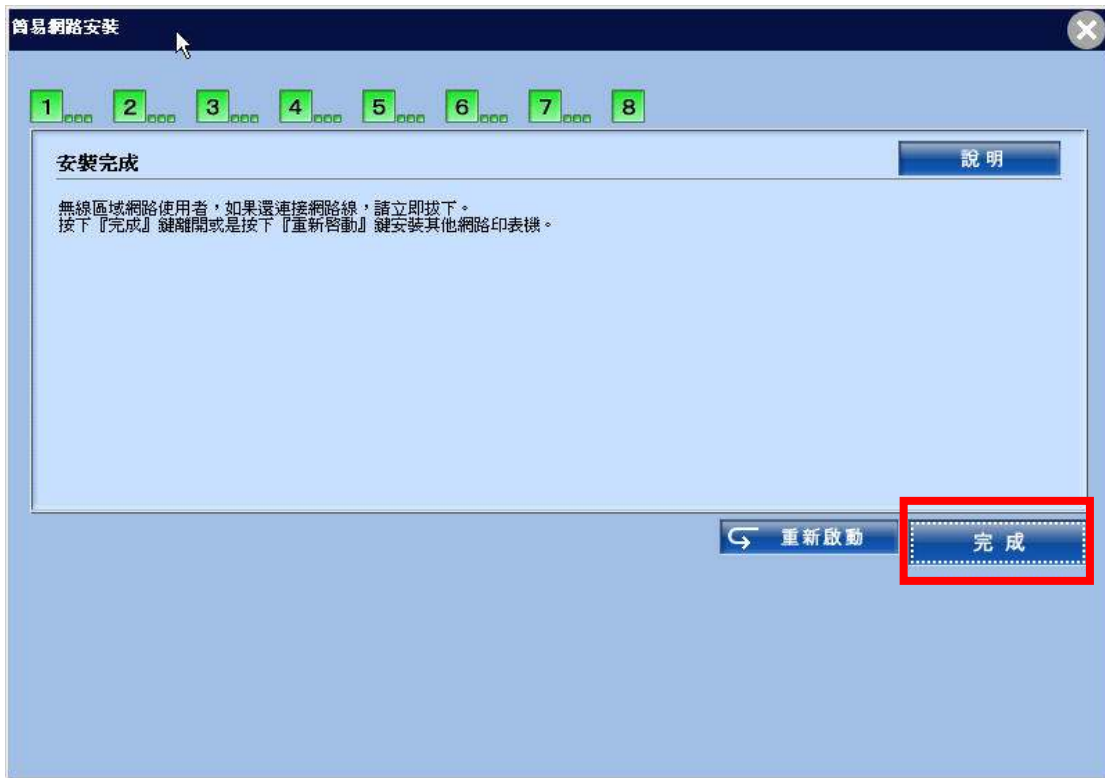 簡易網路安裝
1 2 3 4 5 6 7 8
安裝完成
說明
無線區域網路使用者，如果還連接網路線，請立即拔下。
按下『完成』鍵離開或是按下『重新啓動』鍵安裝其他網路印表機。
重新啟動
完成